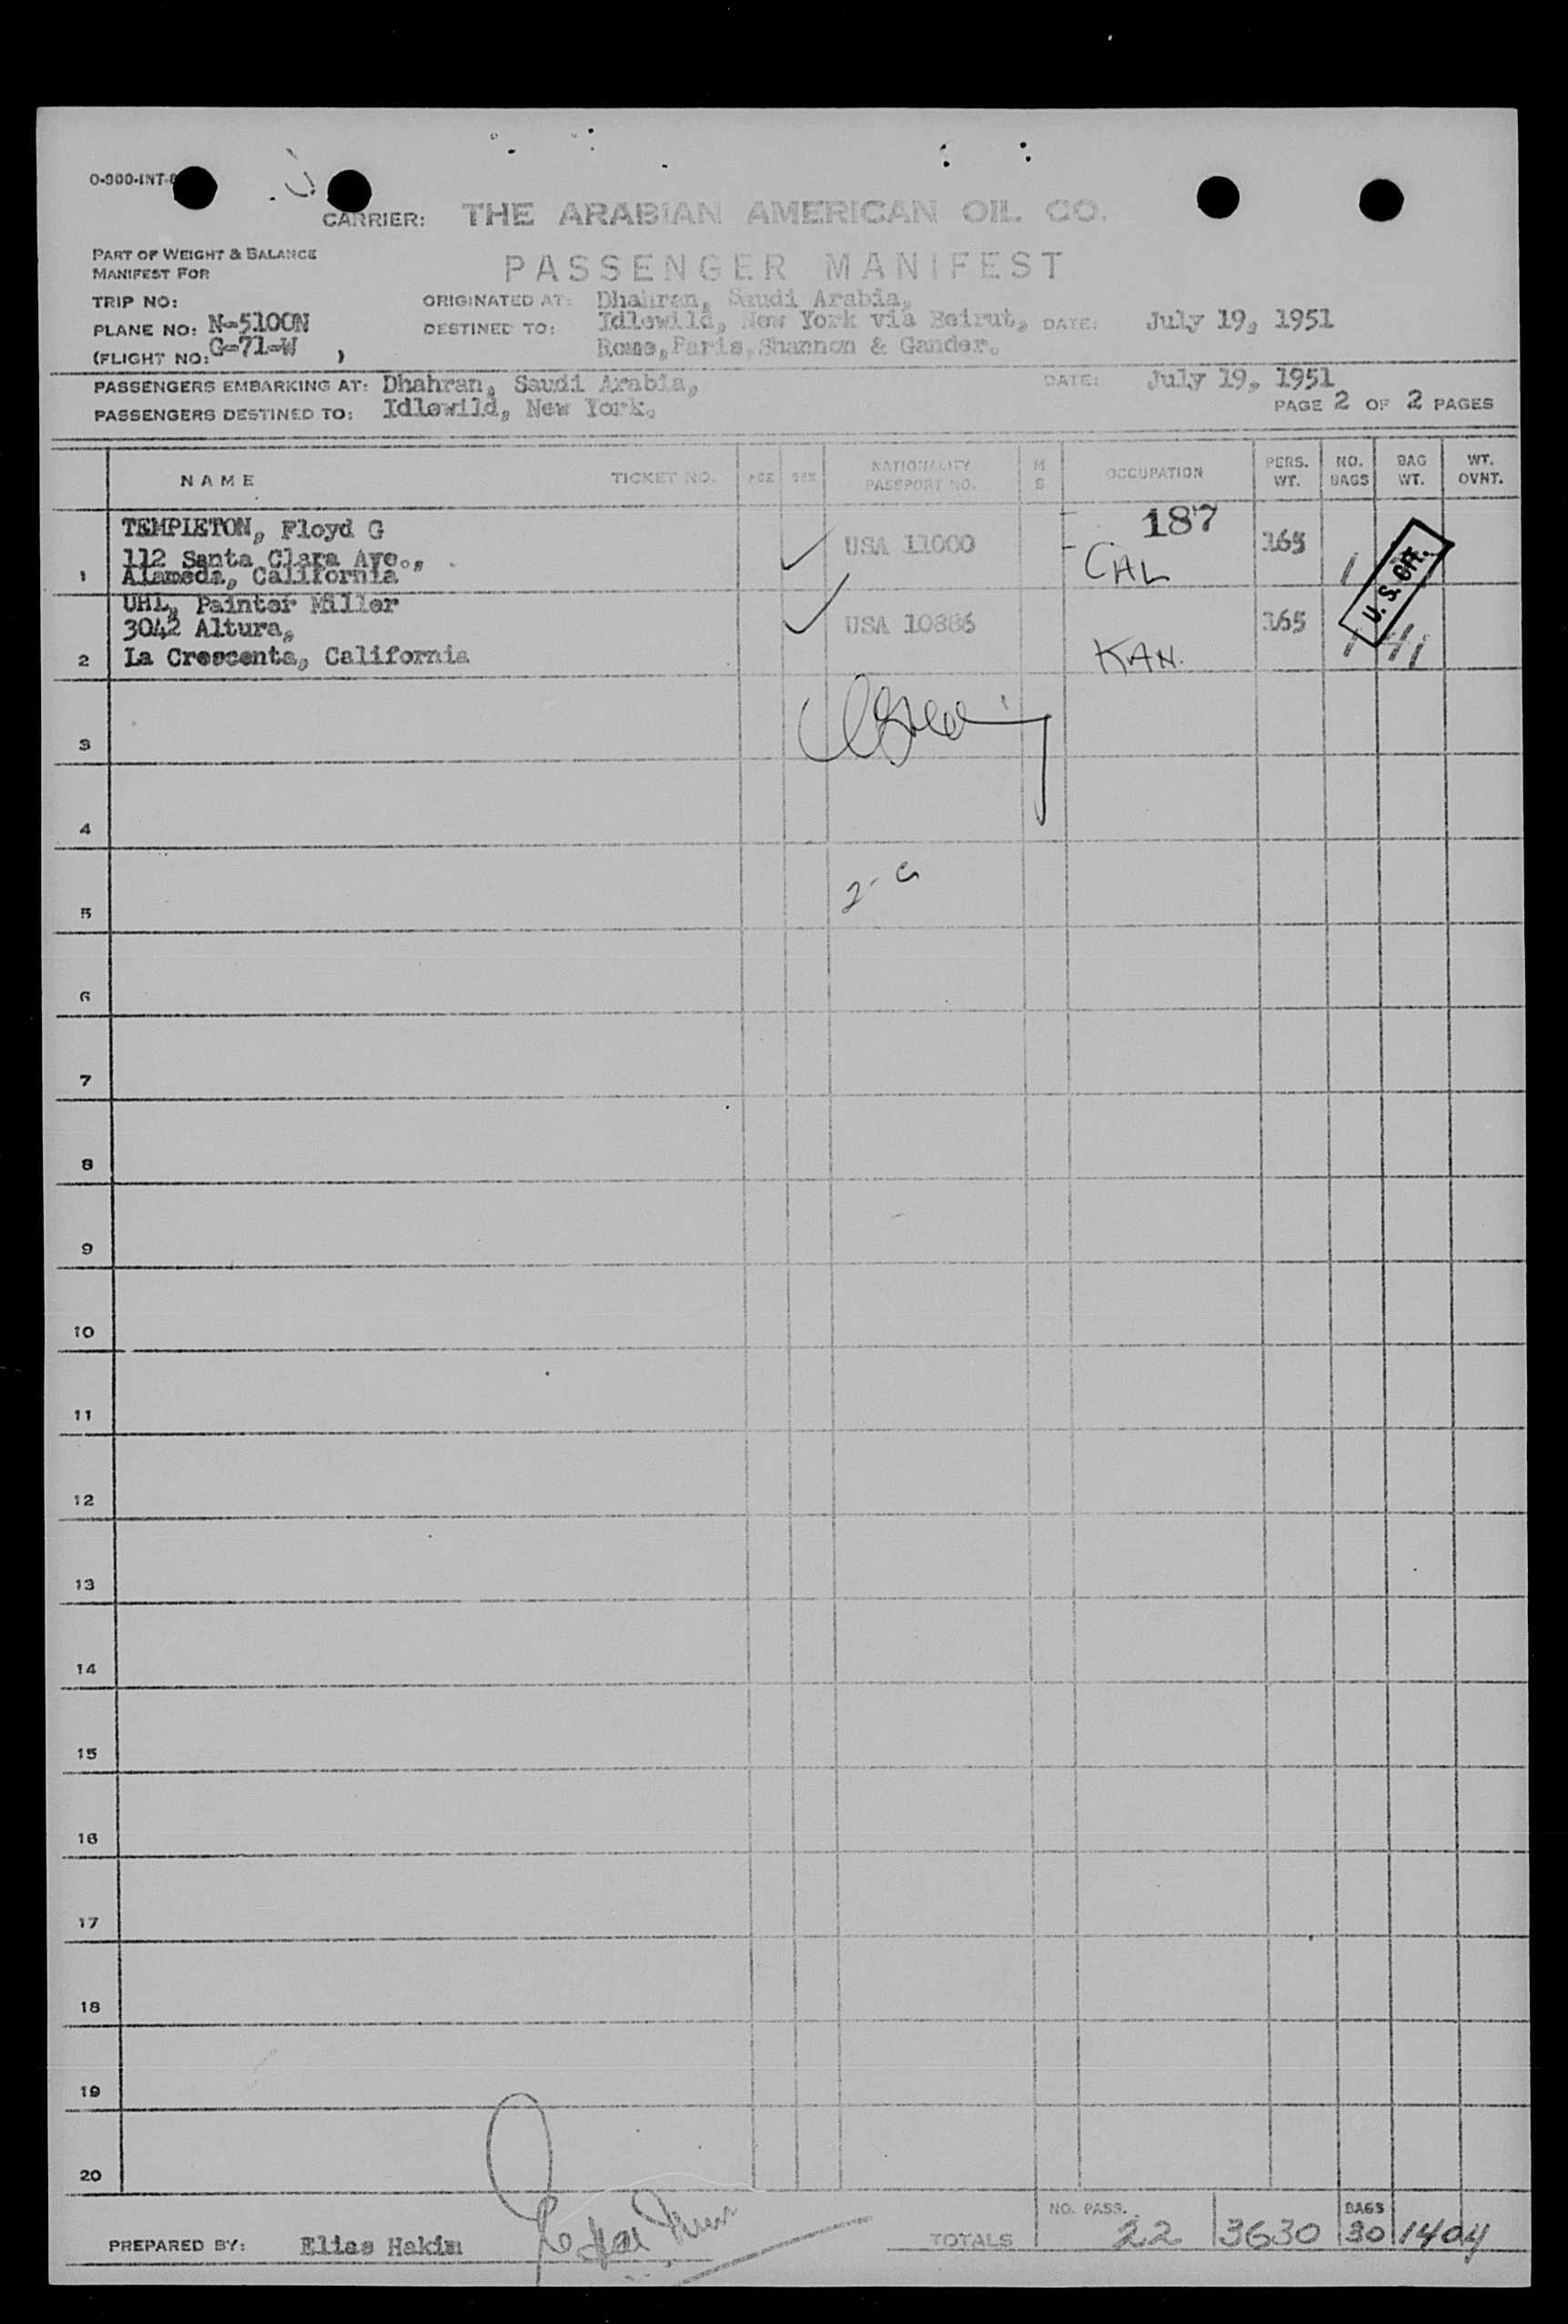 0-900-INT-
CARRIER: THE ARABIAN AMERICAN OIL CO.
PART OF WEIGHT & BALANCE
MANIFEST FOR
PASSENGER MANIFEST
TRIP NO:
ORIGINATED AT: Dhahran, Saudi Arabia,
PLANE NO: N-5100N
DESTINED TO: Idlewild, New York via Beirut, DATE: July 19, 1951
(FLIGHT NO: G-71-W )
Rome,Paris,Shannon & Gander.
PASSENGERS EMBARKING AT: Dhahran, Saudi Arabia, DATE: July 19, 1951
PASSENGERS DESTINED TO: Idlewild, New York. PAGE 2 OF 2 PAGES
NAME TICKET NO. AGE SEX NATIONALITY PASSPORT NO. M S OCCUPATION PERS. WT. NO. BAGS BAG WT. WT. OVNT.
TEMPLETON, Floyd G 187
112 Santa Clara Ave., USA 11000 165
1 Alameda, California CAL 1
U. S. Cit.
UHL, Painter Miller
3042 Altura, USA 10886 165
2 La Crescenta, California KAN. 1 41
3
4
5 2-G
6
7
8
9
10
11
12
13
14
15
16
17
18
19
20
NO. PASS. BAGS
PREPARED BY: Elias Hakim TOTALS 22 3630 30 1404